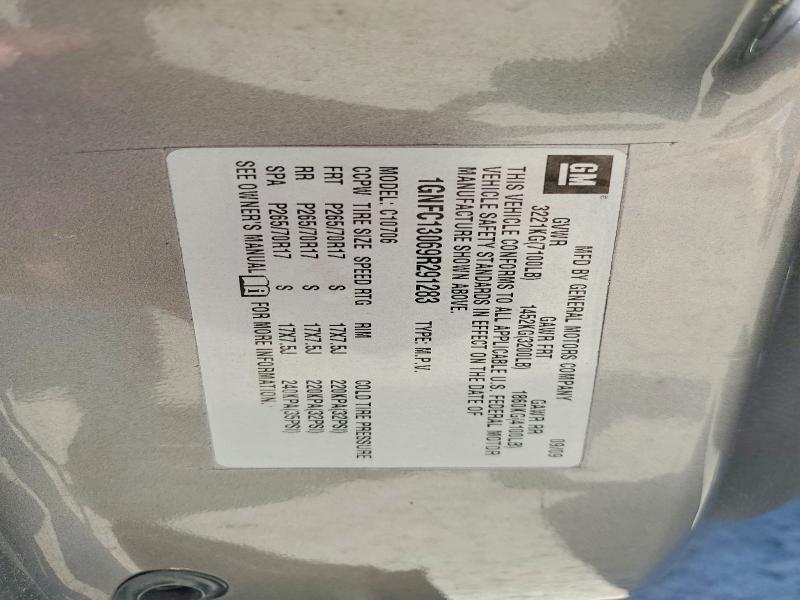 GM
MFD BY GENERAL MOTORS COMPANY 09/09
GVWR GAWR FRT GAWR RR
3221KG(7100LB) 1452KG(3200LB) 1860KG(4100LB)
THIS VEHICLE CONFORMS TO ALL APPLICABLE U.S. FEDERAL MOTOR
VEHICLE SAFETY STANDARDS IN EFFECT ON THE DATE OF
MANUFACTURE SHOWN ABOVE.
1GNFC13069R291283 TYPE: M.P.V.
MODEL: C10706
CCPW TIRE SIZE SPEED RTG RIM COLD TIRE PRESSURE
FRT P265/70R17 S 17X7.5J 220KPA(32PSI)
RR P265/70R17 S 17X7.5J 220KPA(32PSI)
SPA P265/70R17 S 17X7.5J 240KPA(35PSI)
SEE OWNER'S MANUAL FOR MORE INFORMATION.